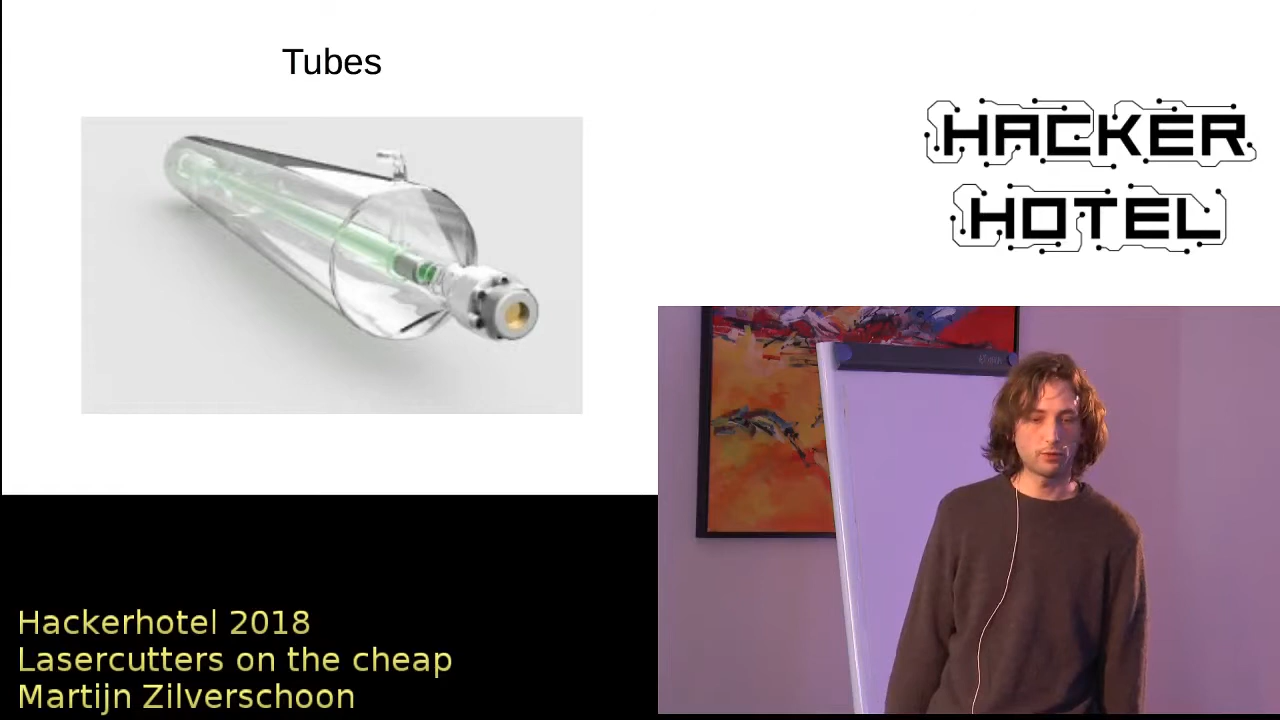 Tubes
HACKER
HOTEL
Hackerhotel 2018
Lasercutters on the cheap
Martijn Zilverschoon